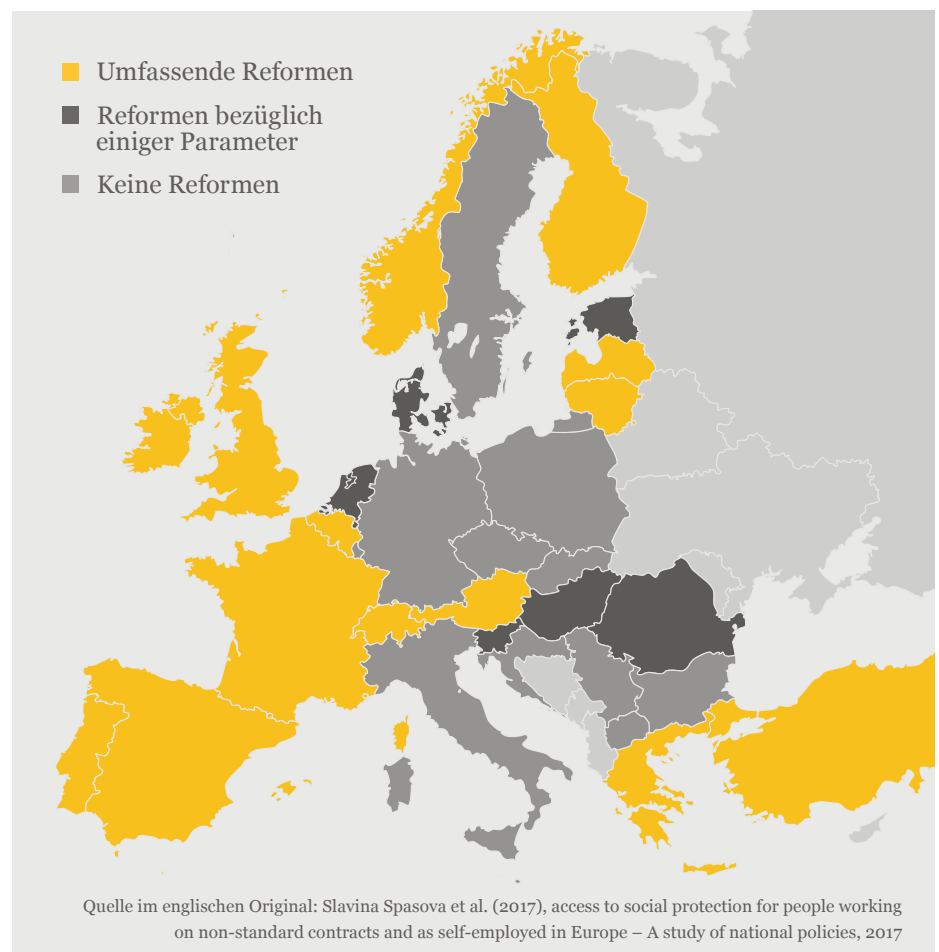 Umfassende Reformen
Reformen bezüglich
einiger Parameter
Keine Reformen
Quelle im englischen Original: Slavina Spasova et al. (2017), access to social protection for people working
on non-standard contracts and as self-employed in Europe – A study of national policies, 2017